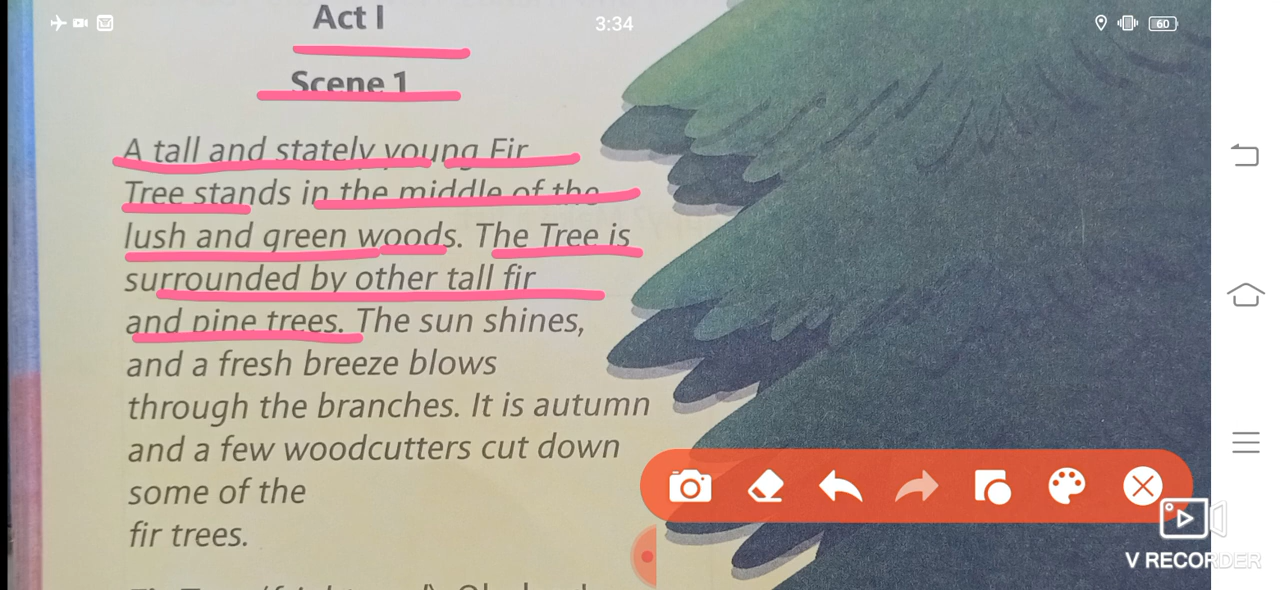 3:34
60
Act I
Scene 1
A tall and stately young Fir
Tree stands in the middle of the
lush and green woods. The Tree is
surrounded by other tall fir
and pine trees. The sun shines,
and a fresh breeze blows
through the branches. It is autumn
and a few woodcutters cut down
some of the
fir trees.
V RECORDER